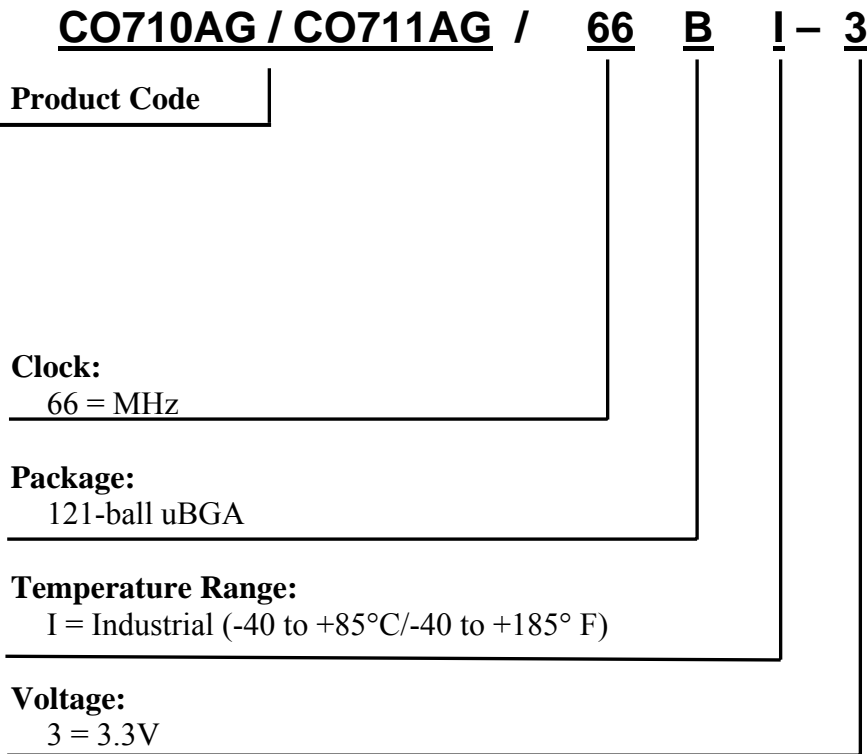 CO710AG / CO711AG / 66 B I – 3
Product Code
Clock:
66 = MHz
Package:
121-ball uBGA
Temperature Range:
I = Industrial (-40 to +85°C/-40 to +185° F)
Voltage:
3 = 3.3V